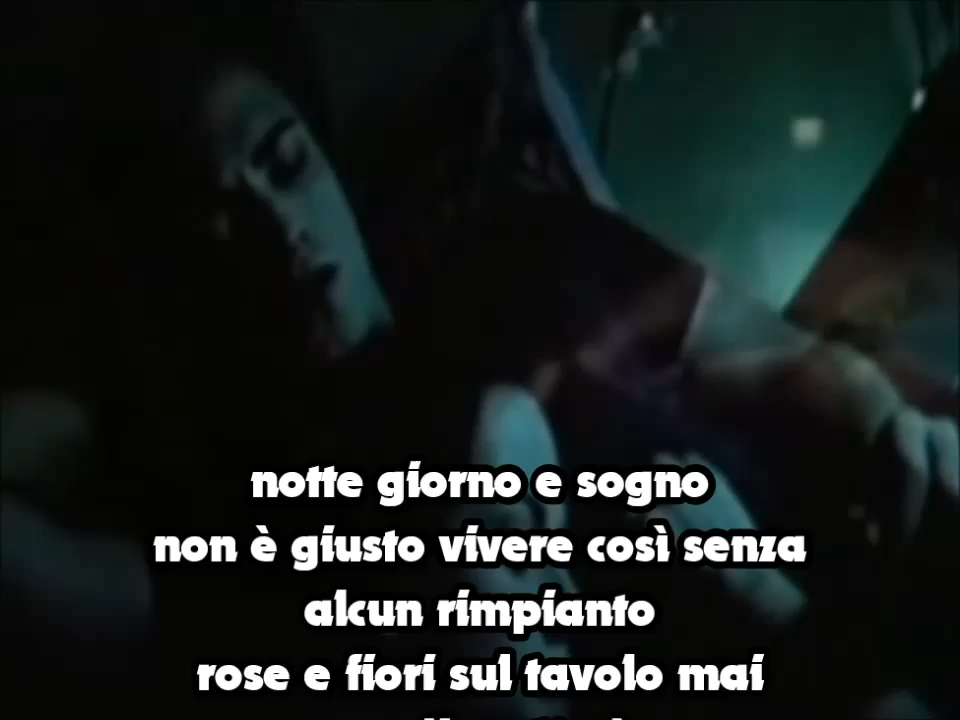 notte giorno e sogno
non è giusto vivere così senza
alcun rimpianto
rose e fiori sul tavolo mai